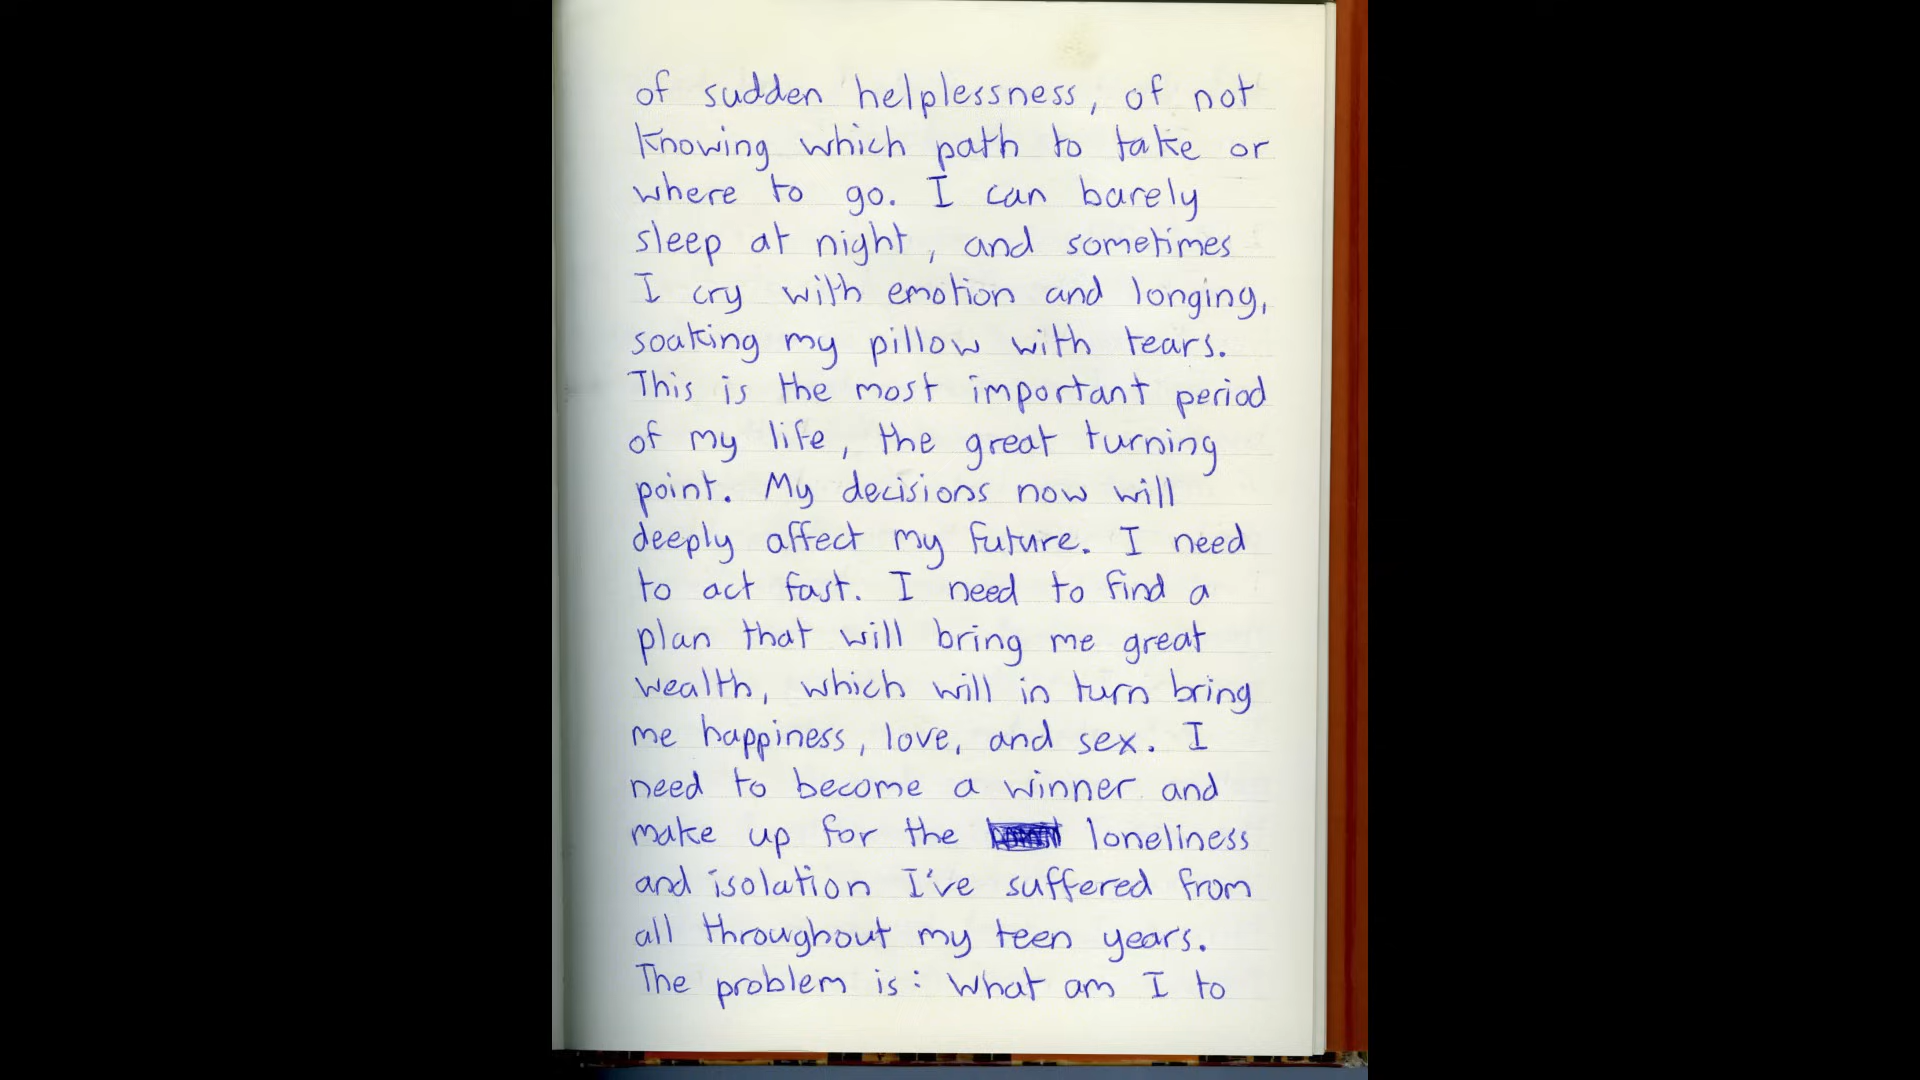 of sudden helplessness, of not
knowing which path to take or
where to go. I can barely
sleep at night, and sometimes
I cry with emotion and longing,
soaking my pillow with tears.
This is the most important period
of my life, the great turning
point. My decisions now will
deeply affect my future. I need
to act fast. I need to find a
plan that will bring me great
wealth, which will in turn bring
me happiness, love, and sex. I
need to become a winner and
make up for the loneliness
and isolation I've suffered from
all throughout my teen years.
The problem is: What am I to